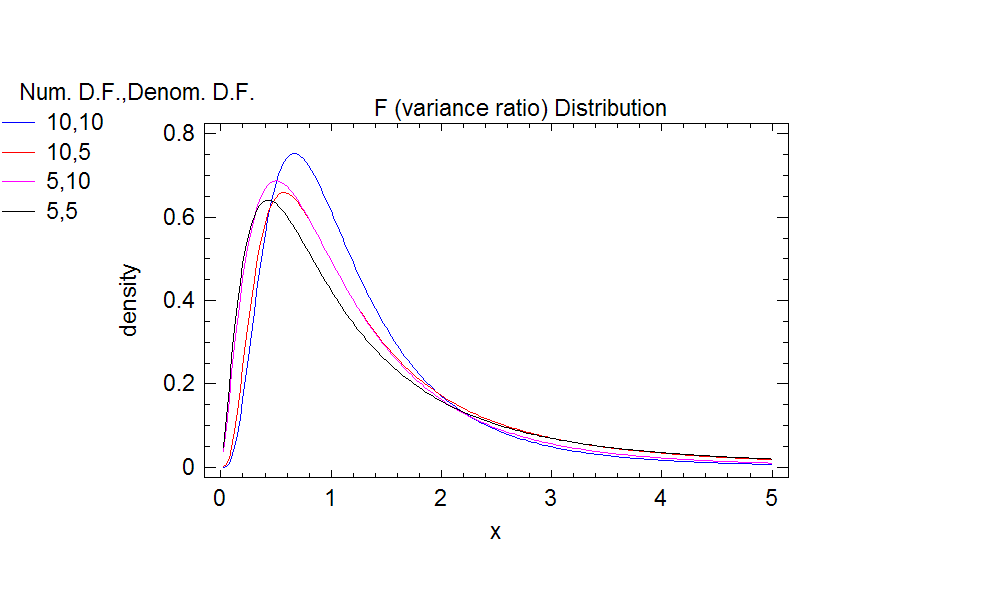 Num. D.F.,Denom. D.F.
10,10
10,5
5,10
5,5
F (variance ratio) Distribution
0.8
0.6
0.4
0.2
0
density
0 1 2 3 4 5
x